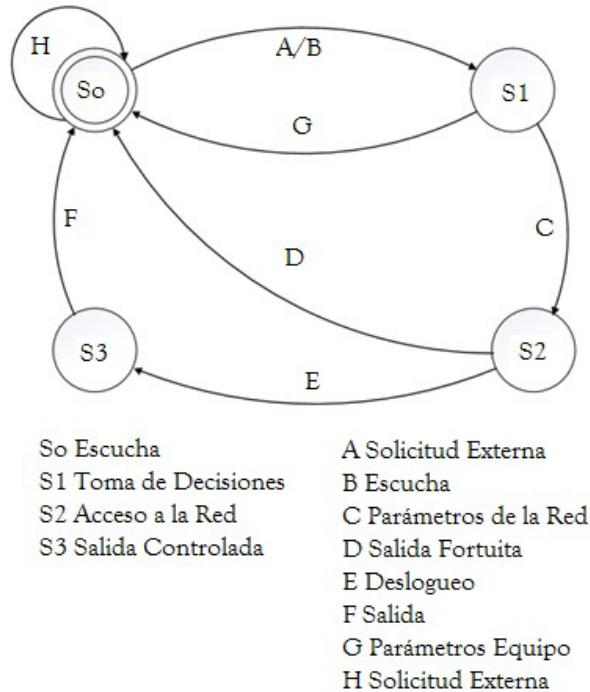 H
A/B
So
S1
G
F
C
D
S3
S2
E
So Escucha
S1 Toma de Decisiones
S2 Acceso a la Red
S3 Salida Controlada
A Solicitud Externa
B Escucha
C Parámetros de la Red
D Salida Fortuita
E Deslogueo
F Salida
G Parámetros Equipo
H Solicitud Externa